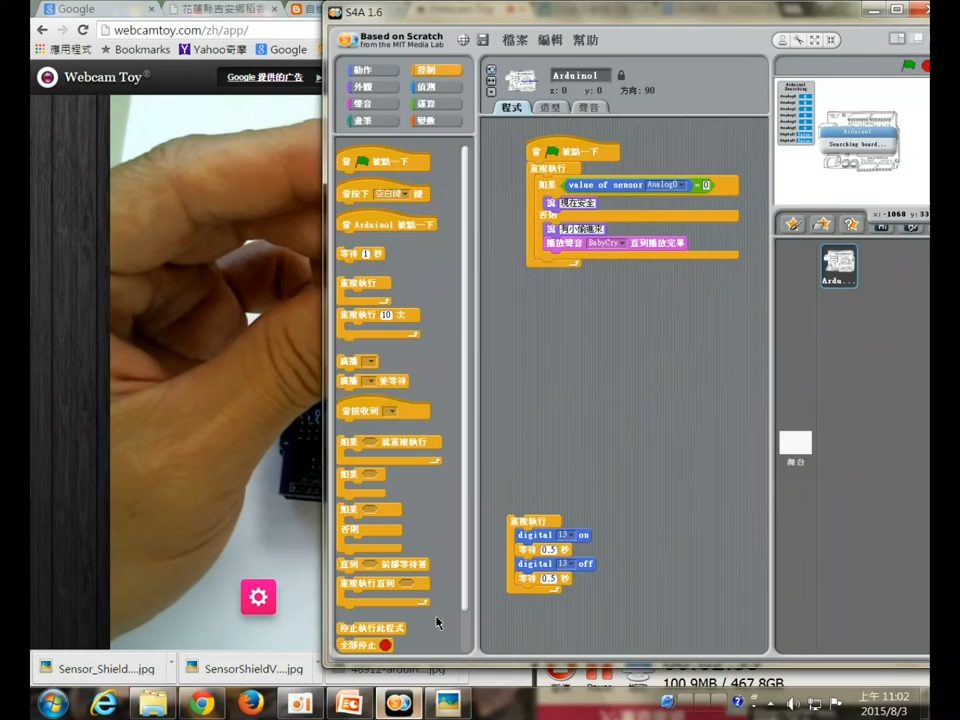 Google
花蓮縣吉安鄉稻香
webcamtoy.com/zh/app/
應用程式
Bookmarks
Yahoo奇摩
Google
Webcam Toy
Google 提供的广告
S4A 1.6
Based on Scratch
from the MIT Media Lab
檔案 編輯 幫助
動作
控制
外觀
偵測
聲音
運算
畫筆
變數
當 被點一下
當按下 空白鍵 鍵
當 Arduino1 被點一下
等待 1 秒
重複執行
重複執行 10 次
廣播
廣播 並等待
當接收到
如果 就重複執行
如果
如果
否則
直到 前都等待著
重複執行直到
停止執行此程式
全部停止
Arduino1
x: 0 y: 0 方向: 90
程式 造型 聲音
當 被點一下
重複執行
如果 value of sensor Analog0 = 0
說 現在安全
否則
說 有小偷進來
播放聲音 BabyCry 直到播放完畢
重複執行
digital 13 on
等待 0.5 秒
digital 13 off
等待 0.5 秒
Arduino1
Searching board...
x: -1068 y: 33
Ardu...
舞台
Sensor_Shield....jpg
SensorShieldV....jpg
100.9MB / 467.8GB
上午 11:02
2015/8/3